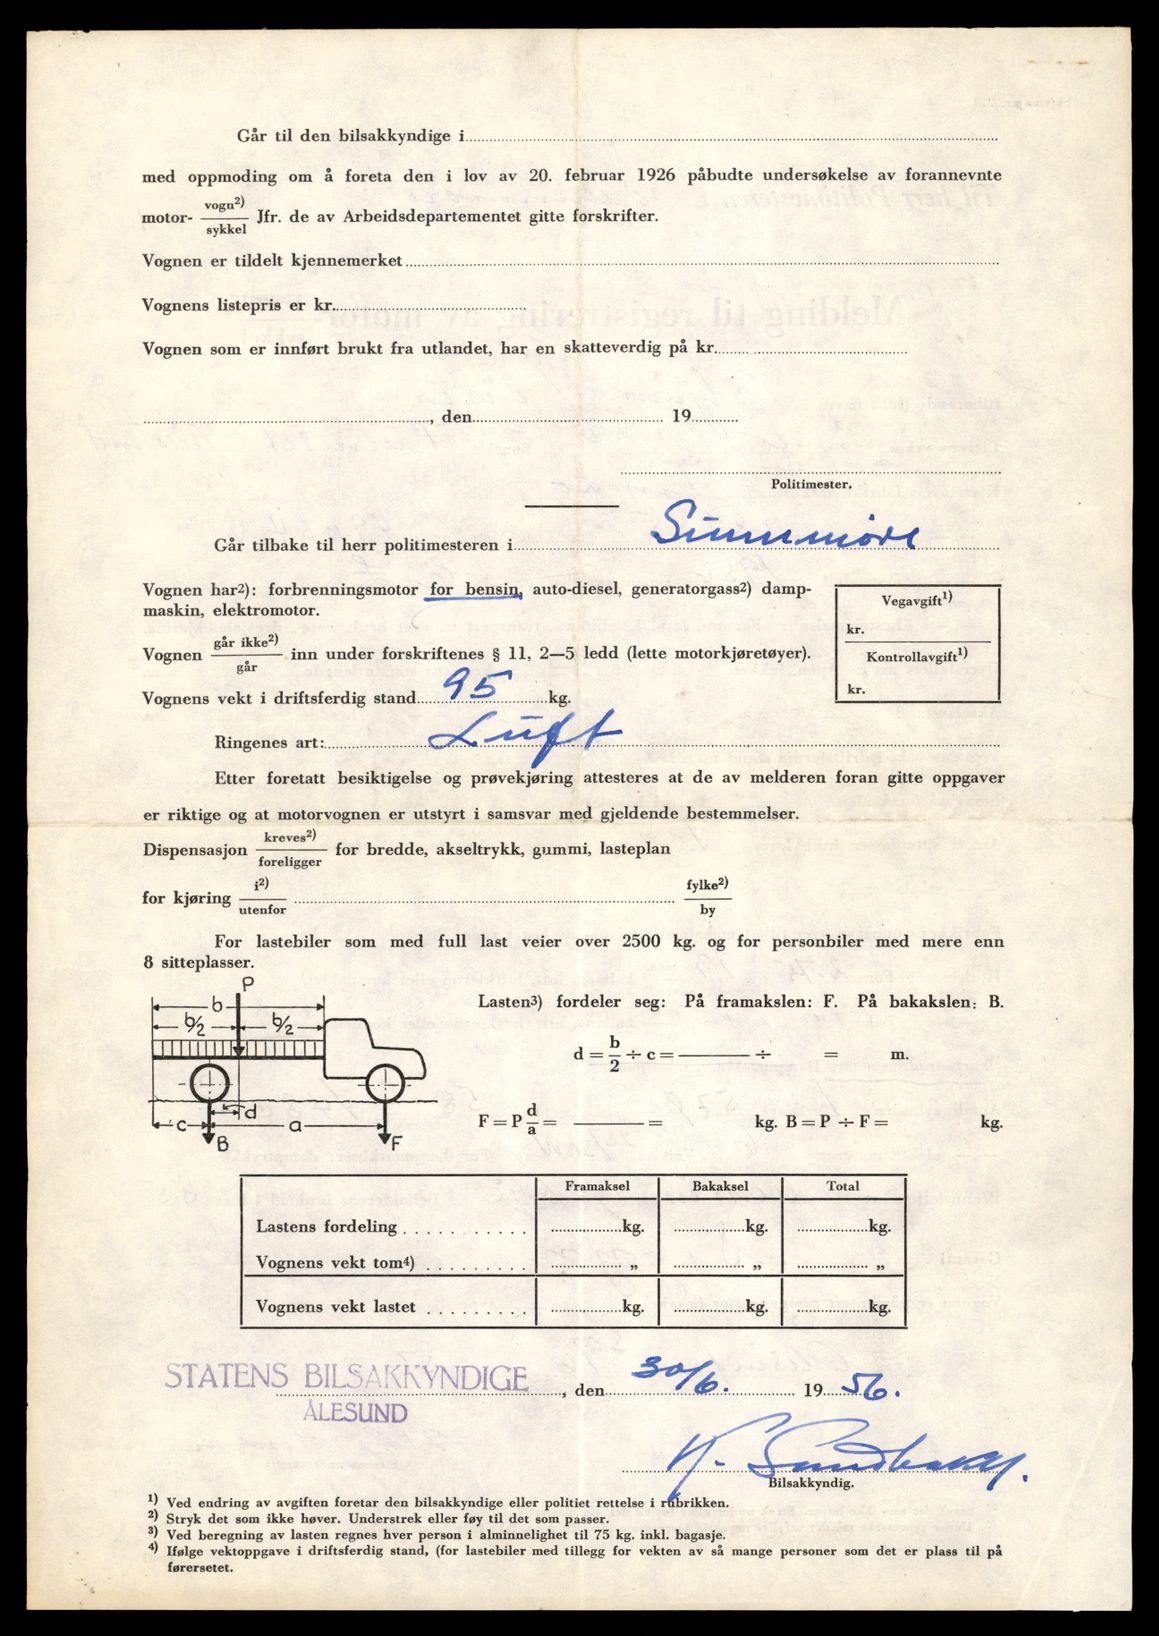 Går til den bilsakkyndige i
med oppmoding om å foreta den i lov av 20. februar 1926 påbudte undersøkelse av forannevnte
motor- vogn2) / sykkel Jfr. de av Arbeidsdepartementet gitte forskrifter.
Vognen er tildelt kjennemerket
Vognens listepris er kr.
Vognen som er innført brukt fra utlandet, har en skatteverdig på kr.
, den 19
Politimester.
Går tilbake til herr politimesteren i Sunnmøre
Vognen har2): forbrenningsmotor for bensin, auto-diesel, generatorgass2) damp-
maskin, elektromotor.
Vegavgift1)
kr.
Kontrollavgift1)
kr.
Vognen går ikke2) / går inn under forskriftenes § 11, 2—5 ledd (lette motorkjøretøyer).
Vognens vekt i driftsferdig stand 95 kg.
Ringenes art: Luft
Etter foretatt besiktigelse og prøvekjøring attesteres at de av melderen foran gitte oppgaver
er riktige og at motorvognen er utstyrt i samsvar med gjeldende bestemmelser.
Dispensasjon kreves2) / foreligger for bredde, akseltrykk, gummi, lasteplan
for kjøring i2) / utenfor fylke2) / by
For lastebiler som med full last veier over 2500 kg. og for personbiler med mere enn
8 sitteplasser.
P
b
b/2 b/2
d
c a
B F
Lasten3) fordeler seg: På framakslen: F. På bakakslen: B.
d = b/2 ÷ c = ——— ÷ = m.
F = P d/a = ——— = kg. B = P ÷ F = kg.
Framaksel Bakaksel Total
Lastens fordeling kg. kg. kg.
Vognens vekt tom4) „ „ „
Vognens vekt lastet kg. kg. kg.
STATENS BILSAKKYNDIGE, den 30/6. 1956.
ÅLESUND
K. Sundbakk.
Bilsakkyndig.
1) Ved endring av avgiften foretar den bilsakkyndige eller politiet rettelse i rubrikken.
2) Stryk det som ikke høver. Understrek eller føy til det som passer.
3) Ved beregning av lasten regnes hver person i alminnelighet til 75 kg. inkl. bagasje.
4) Ifølge vektoppgave i driftsferdig stand, (for lastebiler med tillegg for vekten av så mange personer som det er plass til på
førersetet.